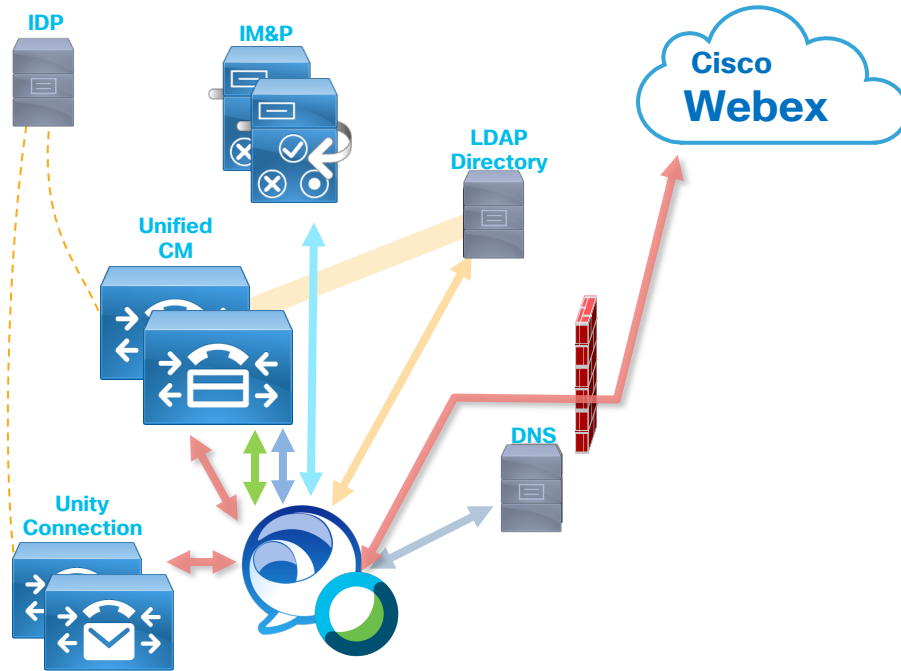 IDP
IM&P
Cisco
Webex
LDAP
Directory
Unified
CM
DNS
Unity
Connection